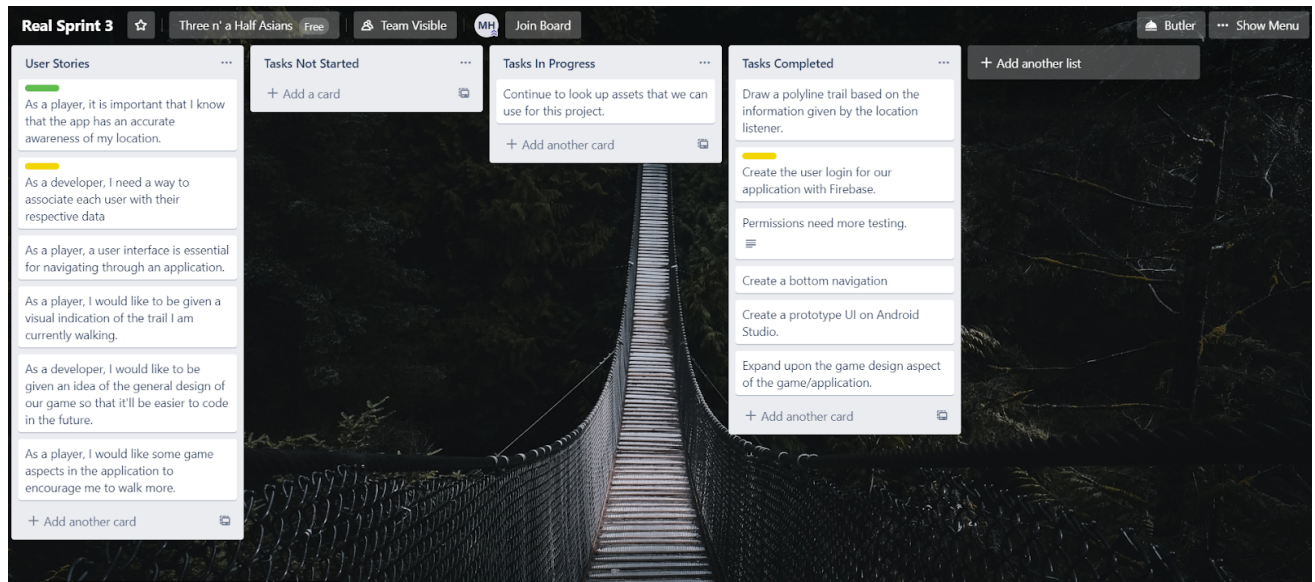 Real Sprint 3
Three n' a Half Asians Free
Team Visible
MH
Join Board
Butler
Show Menu
User Stories
As a player, it is important that I know
that the app has an accurate
awareness of my location.
As a developer, I need a way to
associate each user with their
respective data
As a player, a user interface is essential
for navigating through an application.
As a player, I would like to be given a
visual indication of the trail I am
currently walking.
As a developer, I would like to be
given an idea of the general design of
our game so that it'll be easier to code
in the future.
As a player, I would like some game
aspects in the application to
encourage me to walk more.
+ Add another card
Tasks Not Started
+ Add a card
Tasks In Progress
Continue to look up assets that we can
use for this project.
+ Add another card
Tasks Completed
Draw a polyline trail based on the
information given by the location
listener.
Create the user login for our
application with Firebase.
Permissions need more testing.
Create a bottom navigation
Create a prototype UI on Android
Studio.
Expand upon the game design aspect
of the game/application.
+ Add another card
+ Add another list